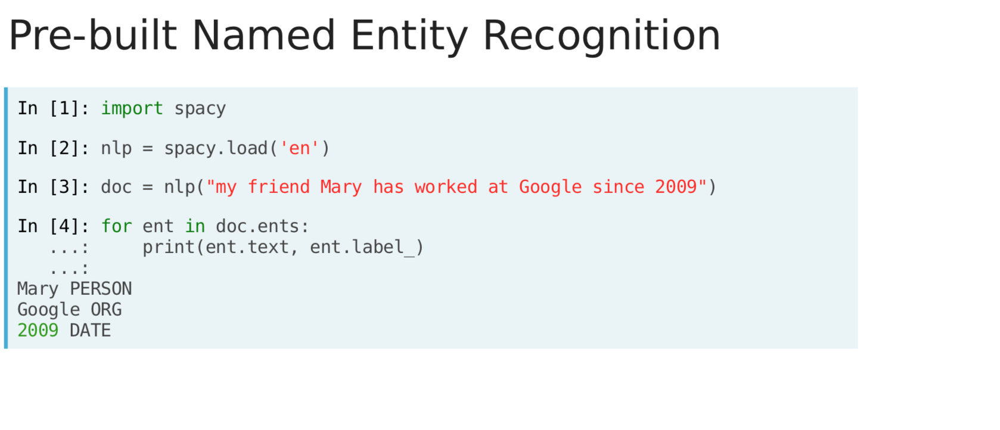 Pre-built Named Entity Recognition
In [1]: import spacy
In [2]: nlp = spacy.load('en')
In [3]: doc = nlp("my friend Mary has worked at Google since 2009")
In [4]: for ent in doc.ents:
   ...:     print(ent.text, ent.label_)
   ...:
Mary PERSON
Google ORG
2009 DATE